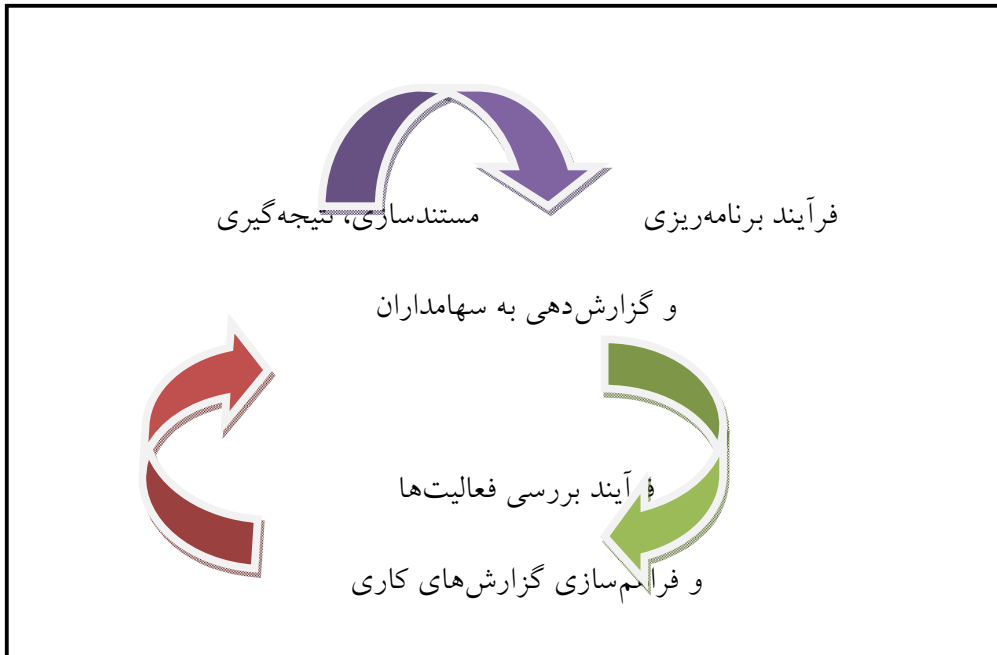 فرآیند برنامه‌ریزی مستندسازی، نتیجه‌گیری
و گزارش‌دهی به سهامداران
فرآیند بررسی فعالیت‌ها
و فراهم‌سازی گزارش‌های کاری